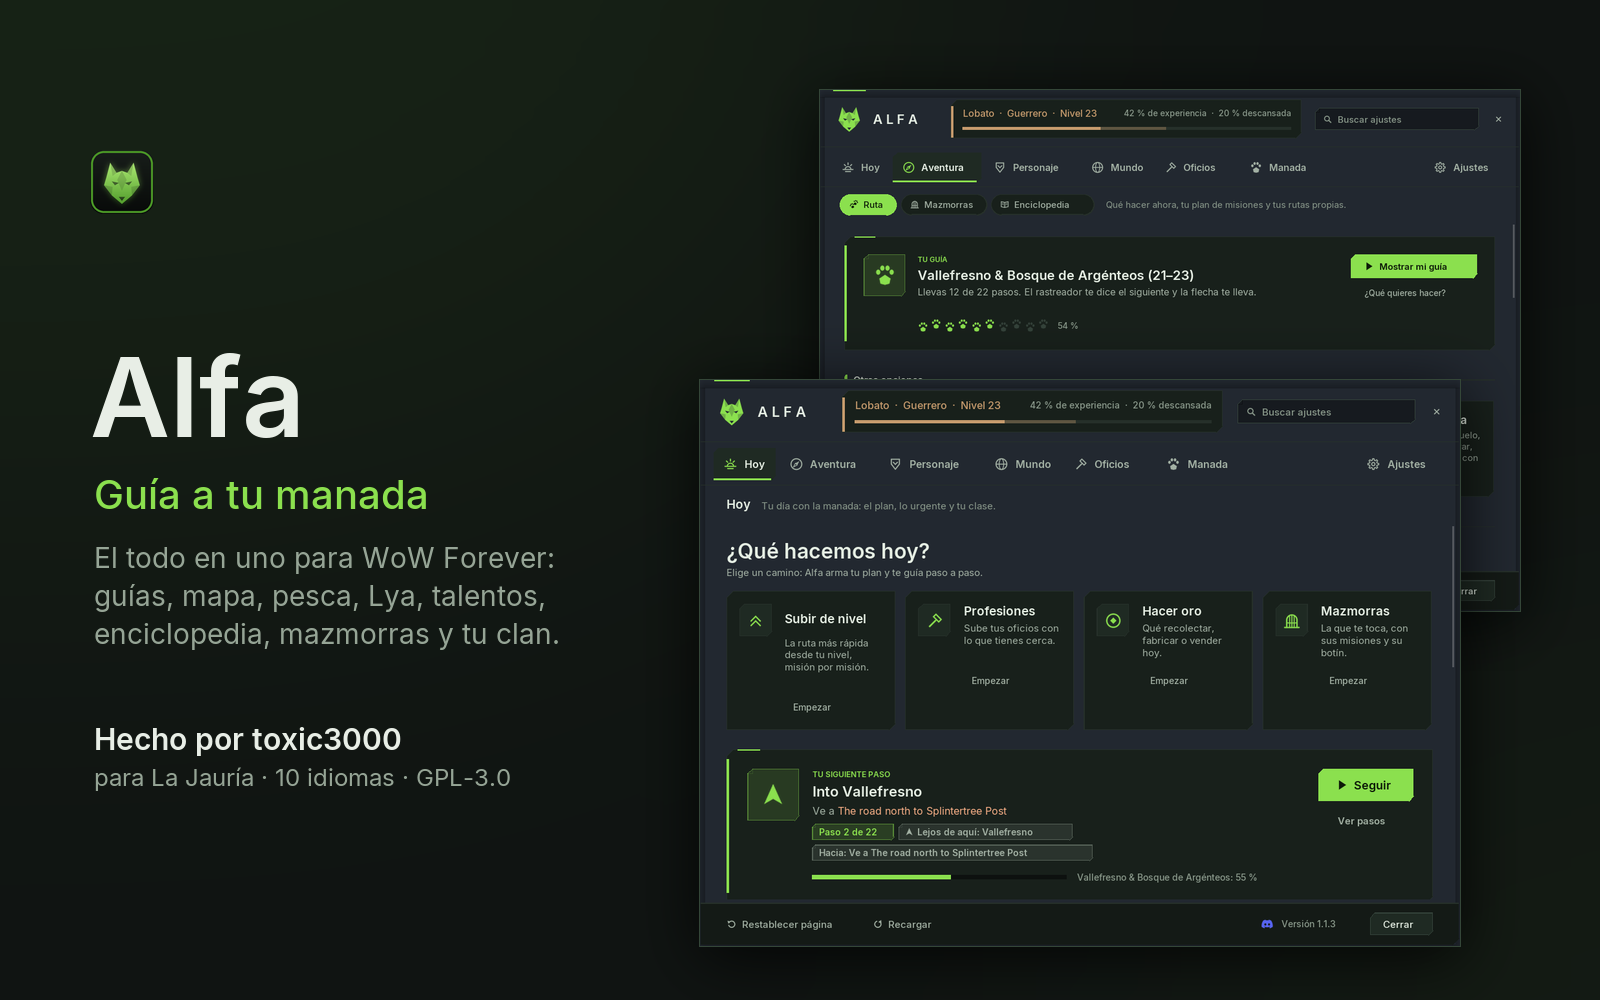 Alfa
Guía a tu manada
El todo en uno para WoW Forever:
guías, mapa, pesca, Lya, talentos,
enciclopedia, mazmorras y tu clan.
Hecho por toxic3000
para La Jauría · 10 idiomas · GPL-3.0
ALFA
Lobato · Guerrero · Nivel 23
42 % de experiencia · 20 % descansada
Buscar ajustes
×
Hoy
Aventura
Personaje
Mundo
Oficios
Manada
Ajustes
Ruta
Mazmorras
Enciclopedia
Qué hacer ahora, tu plan de misiones y tus rutas propias.
TU GUÍA
Vallefresno & Bosque de Argénteos (21–23)
Llevas 12 de 22 pasos. El rastreador te dice el siguiente y la flecha te lleva.
54 %
Mostrar mi guía
¿Qué quieres hacer?
ALFA
Lobato · Guerrero · Nivel 23
42 % de experiencia · 20 % descansada
Buscar ajustes
×
Hoy
Aventura
Personaje
Mundo
Oficios
Manada
Ajustes
Hoy
Tu día con la manada: el plan, lo urgente y tu clase.
¿Qué hacemos hoy?
Elige un camino: Alfa arma tu plan y te guía paso a paso.
Subir de nivel
La ruta más rápida
desde tu nivel,
misión por misión.
Empezar
Profesiones
Sube tus oficios con
lo que tienes cerca.
Empezar
Hacer oro
Qué recolectar,
fabricar o vender
hoy.
Empezar
Mazmorras
La que te toca, con
sus misiones y su
botín.
Empezar
TU SIGUIENTE PASO
Into Vallefresno
Ve a The road north to Splintertree Post
Paso 2 de 22
Lejos de aquí: Vallefresno
Hacia: Ve a The road north to Splintertree Post
Vallefresno & Bosque de Argénteos: 55 %
Seguir
Ver pasos
Restablecer página
Recargar
Versión 1.1.3
Cerrar